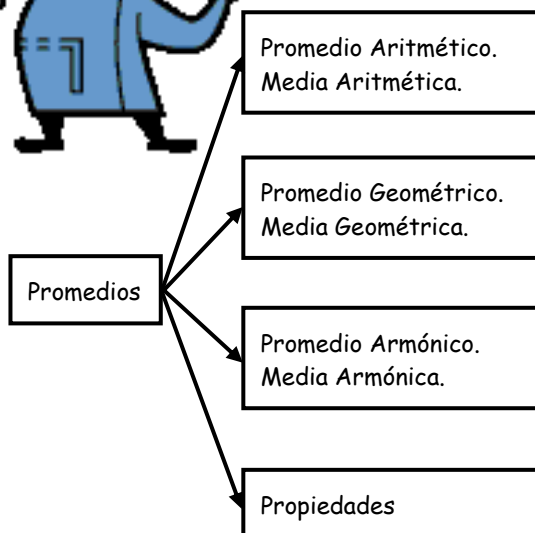 Promedio Aritmético.
Media Aritmética.
Promedio Geométrico.
Media Geométrica.
Promedios
Promedio Armónico.
Media Armónica.
Propiedades